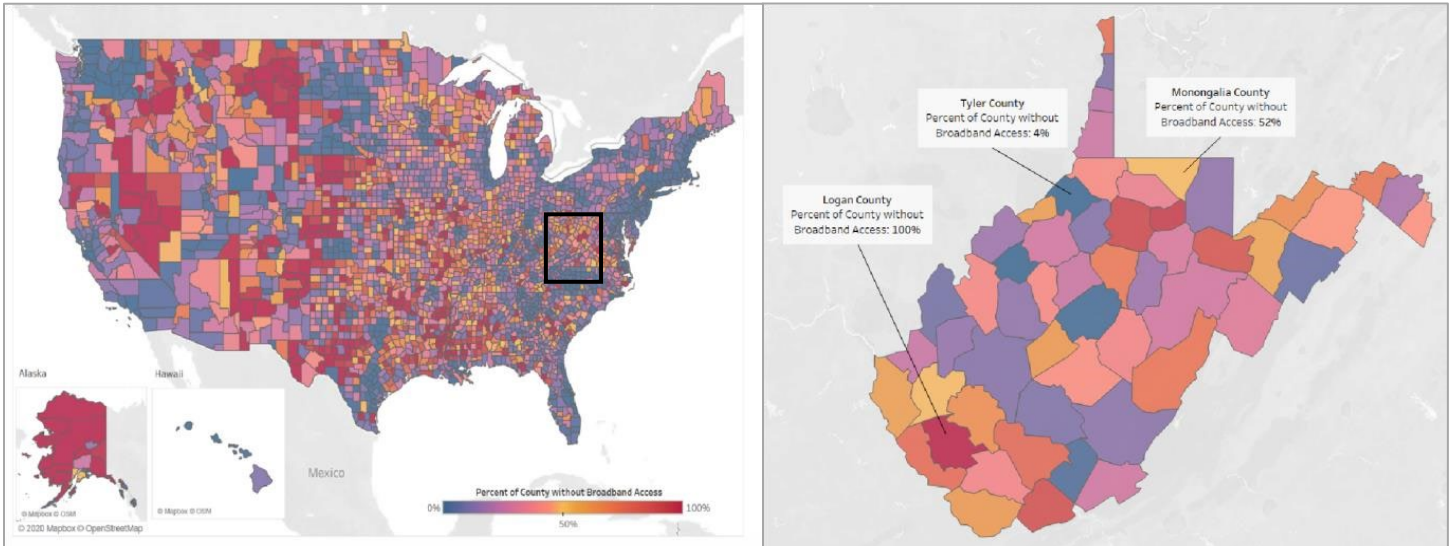 Alaska
Hawaii
Mexico
© Mapbox © OSM
© Mapbox © OSM
© 2020 Mapbox © OpenStreetMap
Percent of County without Broadband Access
0%
50%
100%
Tyler County
Percent of County without
Broadband Access: 4%
Monongalia County
Percent of County without
Broadband Access: 52%
Logan County
Percent of County without
Broadband Access: 100%